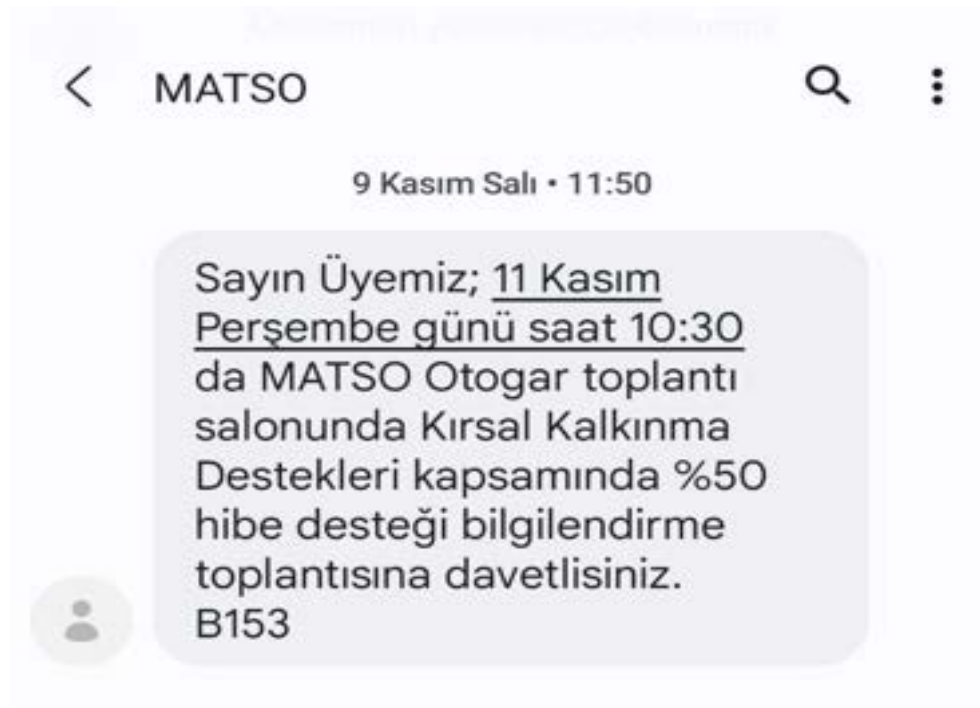 MATSO
9 Kasım Salı • 11:50
Sayın Üyemiz; 11 Kasım
Perşembe günü saat 10:30
da MATSO Otogar toplantı
salonunda Kırsal Kalkınma
Destekleri kapsamında %50
hibe desteği bilgilendirme
toplantısına davetlisiniz.
B153